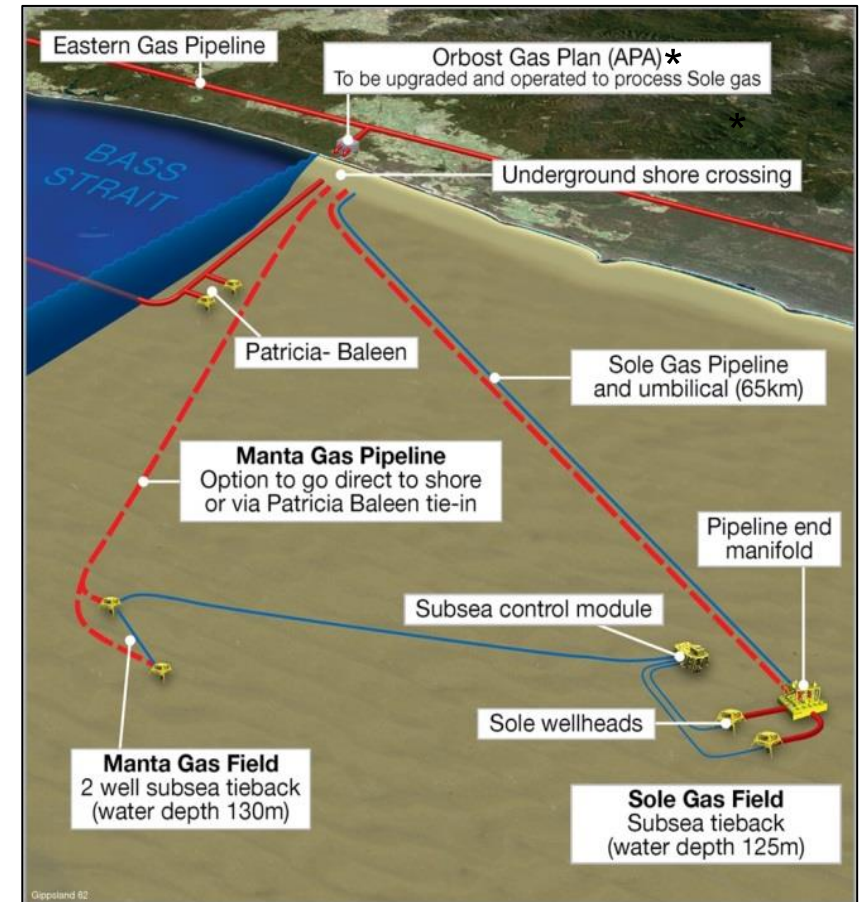 Eastern Gas Pipeline
Orbost Gas Plan (APA)*
To be upgraded and operated to process Sole gas
*
BASS
STRAIT
Underground shore crossing
Patricia- Baleen
Sole Gas Pipeline
and umbilical (65km)
Manta Gas Pipeline
Option to go direct to shore
or via Patricia Baleen tie-in
Pipeline end
manifold
Subsea control module
Sole wellheads
Manta Gas Field
2 well subsea tieback
(water depth 130m)
Sole Gas Field
Subsea tieback
(water depth 125m)
Gippsland 62